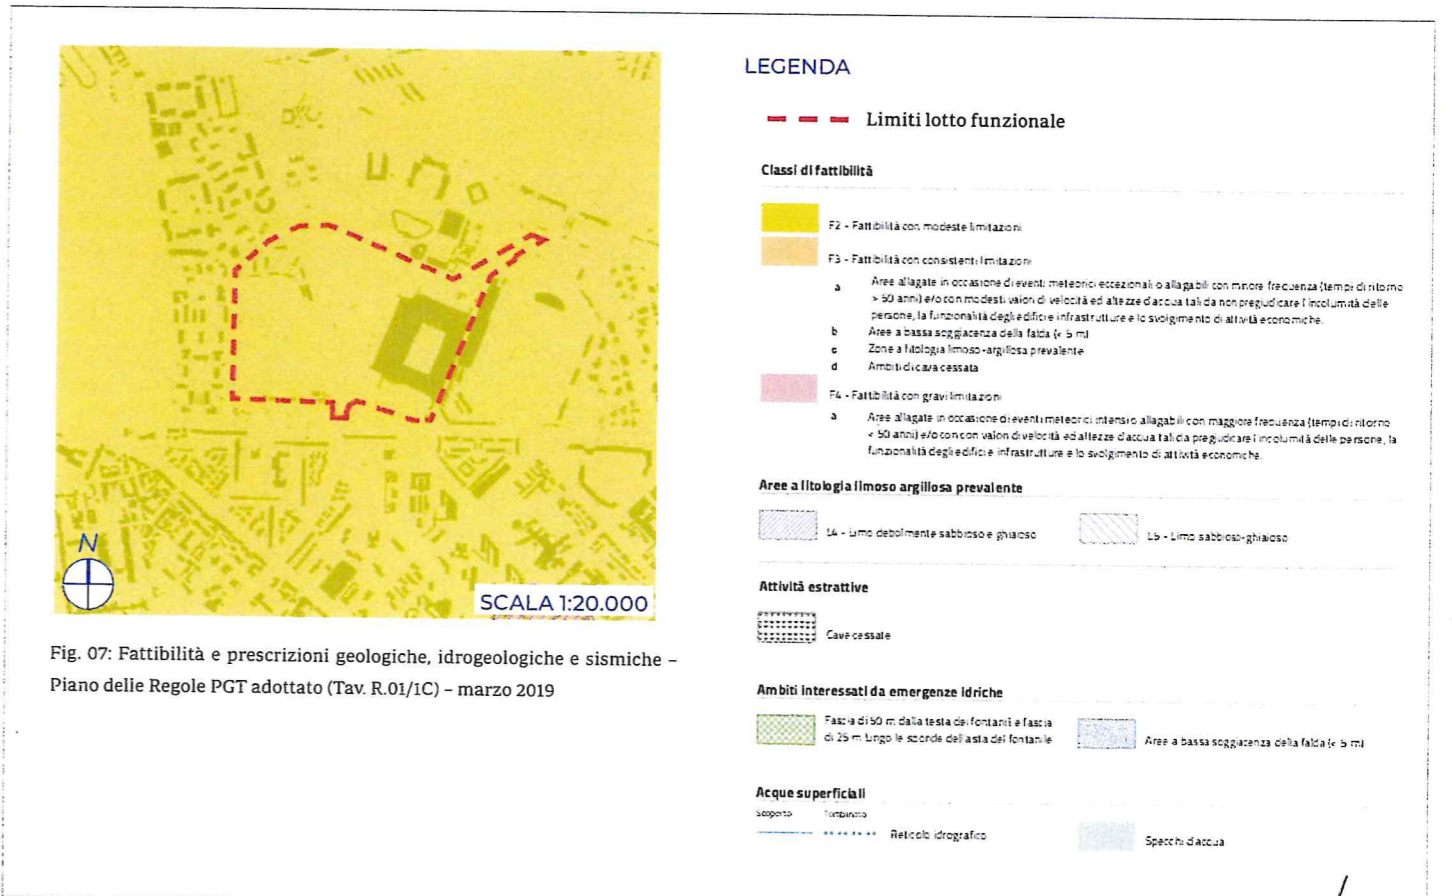 N
SCALA 1:20.000
Fig. 07: Fattibilità e prescrizioni geologiche, idrogeologiche e sismiche –
Piano delle Regole PGT adottato (Tav. R.01/1C) – marzo 2019
LEGENDA
Limiti lotto funzionale
Classi di fattibilità
F2 - Fattibilità con modeste limitazioni
F3 - Fattibilità con consistenti limitazioni
a Aree allagate in occasione di eventi meteorici eccezionali o allagabili con minore frequenza (tempi di ritorno
> 50 anni) e/o con modesti valori di velocità ed altezze d'acqua tali da non pregiudicare l'incolumità delle
persone, la funzionalità degli edifici e infrastrutture e lo svolgimento di attività economiche.
b Aree a bassa soggiacenza della falda (< 5 m)
c Zone a litologia limoso-argillosa prevalente
d Ambiti di cava cessata
F4 - Fattibilità con gravi limitazioni
a Aree allagate in occasione di eventi meteorici intensi o allagabili con maggiore frequenza (tempi di ritorno
< 50 anni) e/o con con valori di velocità ed altezze d'acqua tali da pregiudicare l'incolumità delle persone, la
funzionalità degli edifici e infrastrutture e lo svolgimento di attività economiche.
Aree a litologia limoso argillosa prevalente
L4 - Limo debolmente sabbioso e ghiaioso
L5 - Limo sabbioso-ghiaioso
Attività estrattive
Cave cessate
Ambiti interessati da emergenze idriche
Fascia di 50 m dalla testa dei fontanili e fascia
di 25 m lungo le sponde dell'asta del fontanile
Aree a bassa soggiacenza della falda (< 5 m)
Acque superficiali
Scoperto Tombinato
Reticolo idrografico
Specchi d'acqua